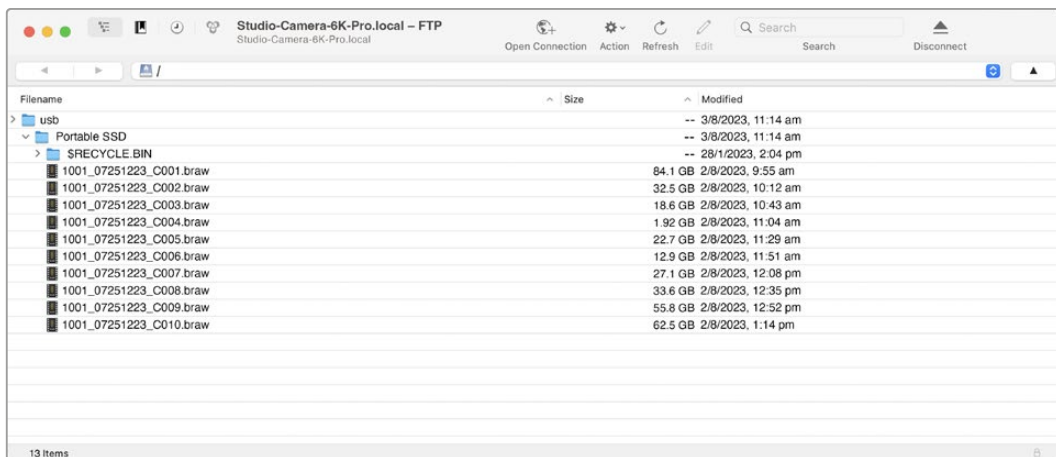 Studio-Camera-6K-Pro.local – FTP
Studio-Camera-6K-Pro.local
Open Connection Action Refresh Edit Search Search Disconnect
/
Filename Size Modified
usb -- 3/8/2023, 11:14 am
Portable SSD -- 3/8/2023, 11:14 am
$RECYCLE.BIN -- 28/1/2023, 2:04 pm
1001_07251223_C001.braw 84.1 GB 2/8/2023, 9:55 am
1001_07251223_C002.braw 32.5 GB 2/8/2023, 10:12 am
1001_07251223_C003.braw 18.6 GB 2/8/2023, 10:43 am
1001_07251223_C004.braw 1.92 GB 2/8/2023, 11:04 am
1001_07251223_C005.braw 22.7 GB 2/8/2023, 11:29 am
1001_07251223_C006.braw 12.9 GB 2/8/2023, 11:51 am
1001_07251223_C007.braw 27.1 GB 2/8/2023, 12:08 pm
1001_07251223_C008.braw 33.6 GB 2/8/2023, 12:35 pm
1001_07251223_C009.braw 55.8 GB 2/8/2023, 12:52 pm
1001_07251223_C010.braw 62.5 GB 2/8/2023, 1:14 pm
13 Items